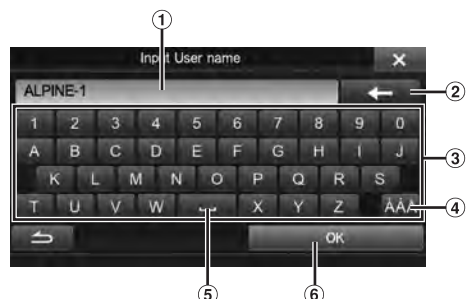 ①
Input User name ×
ALPINE-1 ← ②
1 2 3 4 5 6 7 8 9 0
A B C D E F G H I J ③
K L M N O P Q R S
T U V W ␣ X Y Z ÀÂÄ ④
OK
⑤ ⑥